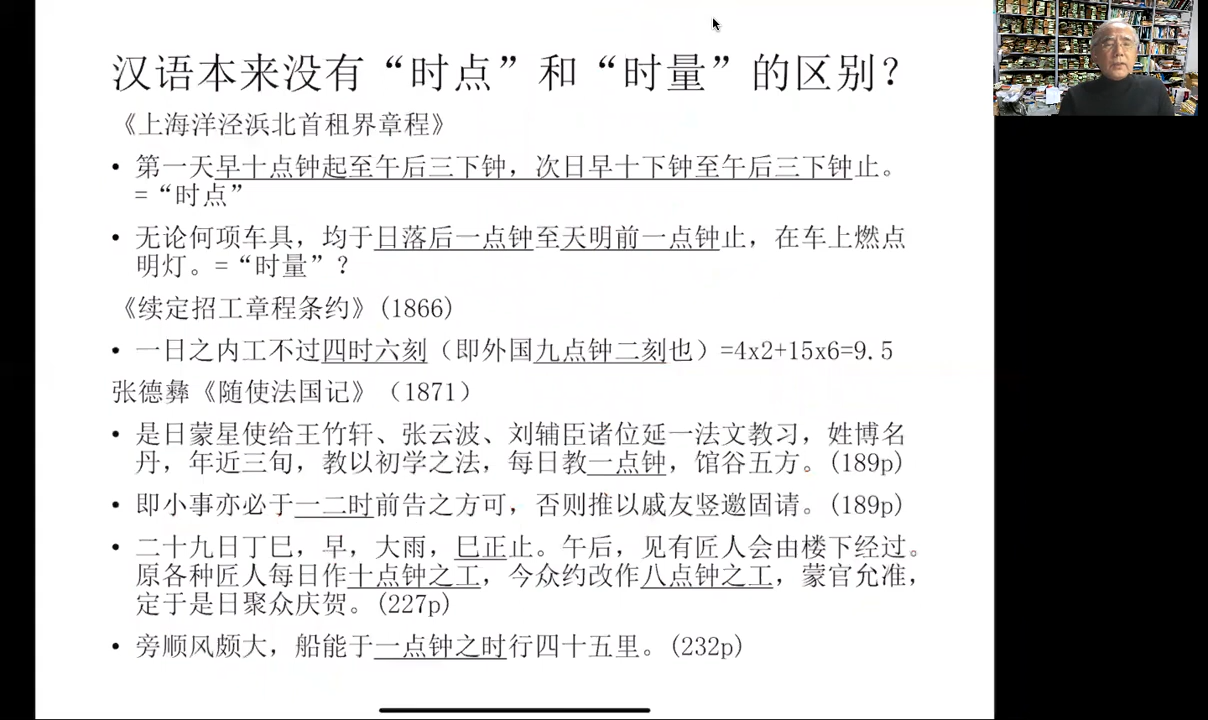 汉语本来没有“时点”和“时量”的区别？
《上海洋泾浜北首租界章程》
• 第一天早十点钟起至午后三下钟，次日早十下钟至午后三下钟止。
=“时点”
• 无论何项车具，均于日落后一点钟至天明前一点钟止，在车上燃点
明灯。=“时量”？
《续定招工章程条约》(1866)
• 一日之内工不过四时六刻（即外国九点钟二刻也）=4x2+15x6=9.5
张德彝《随使法国记》（1871）
• 是日蒙星使给王竹轩、张云波、刘辅臣诸位延一法文教习，姓博名
丹，年近三旬，教以初学之法，每日教一点钟，馆谷五方。(189p)
• 即小事亦必于一二时前告之方可，否则推以戚友竖邀固请。(189p)
• 二十九日丁巳，早，大雨，巳正止。午后，见有匠人会由楼下经过。
原各种匠人每日作十点钟之工，今众约改作八点钟之工，蒙官允准，
定于是日聚众庆贺。(227p)
• 旁顺风颇大，船能于一点钟之时行四十五里。(232p)